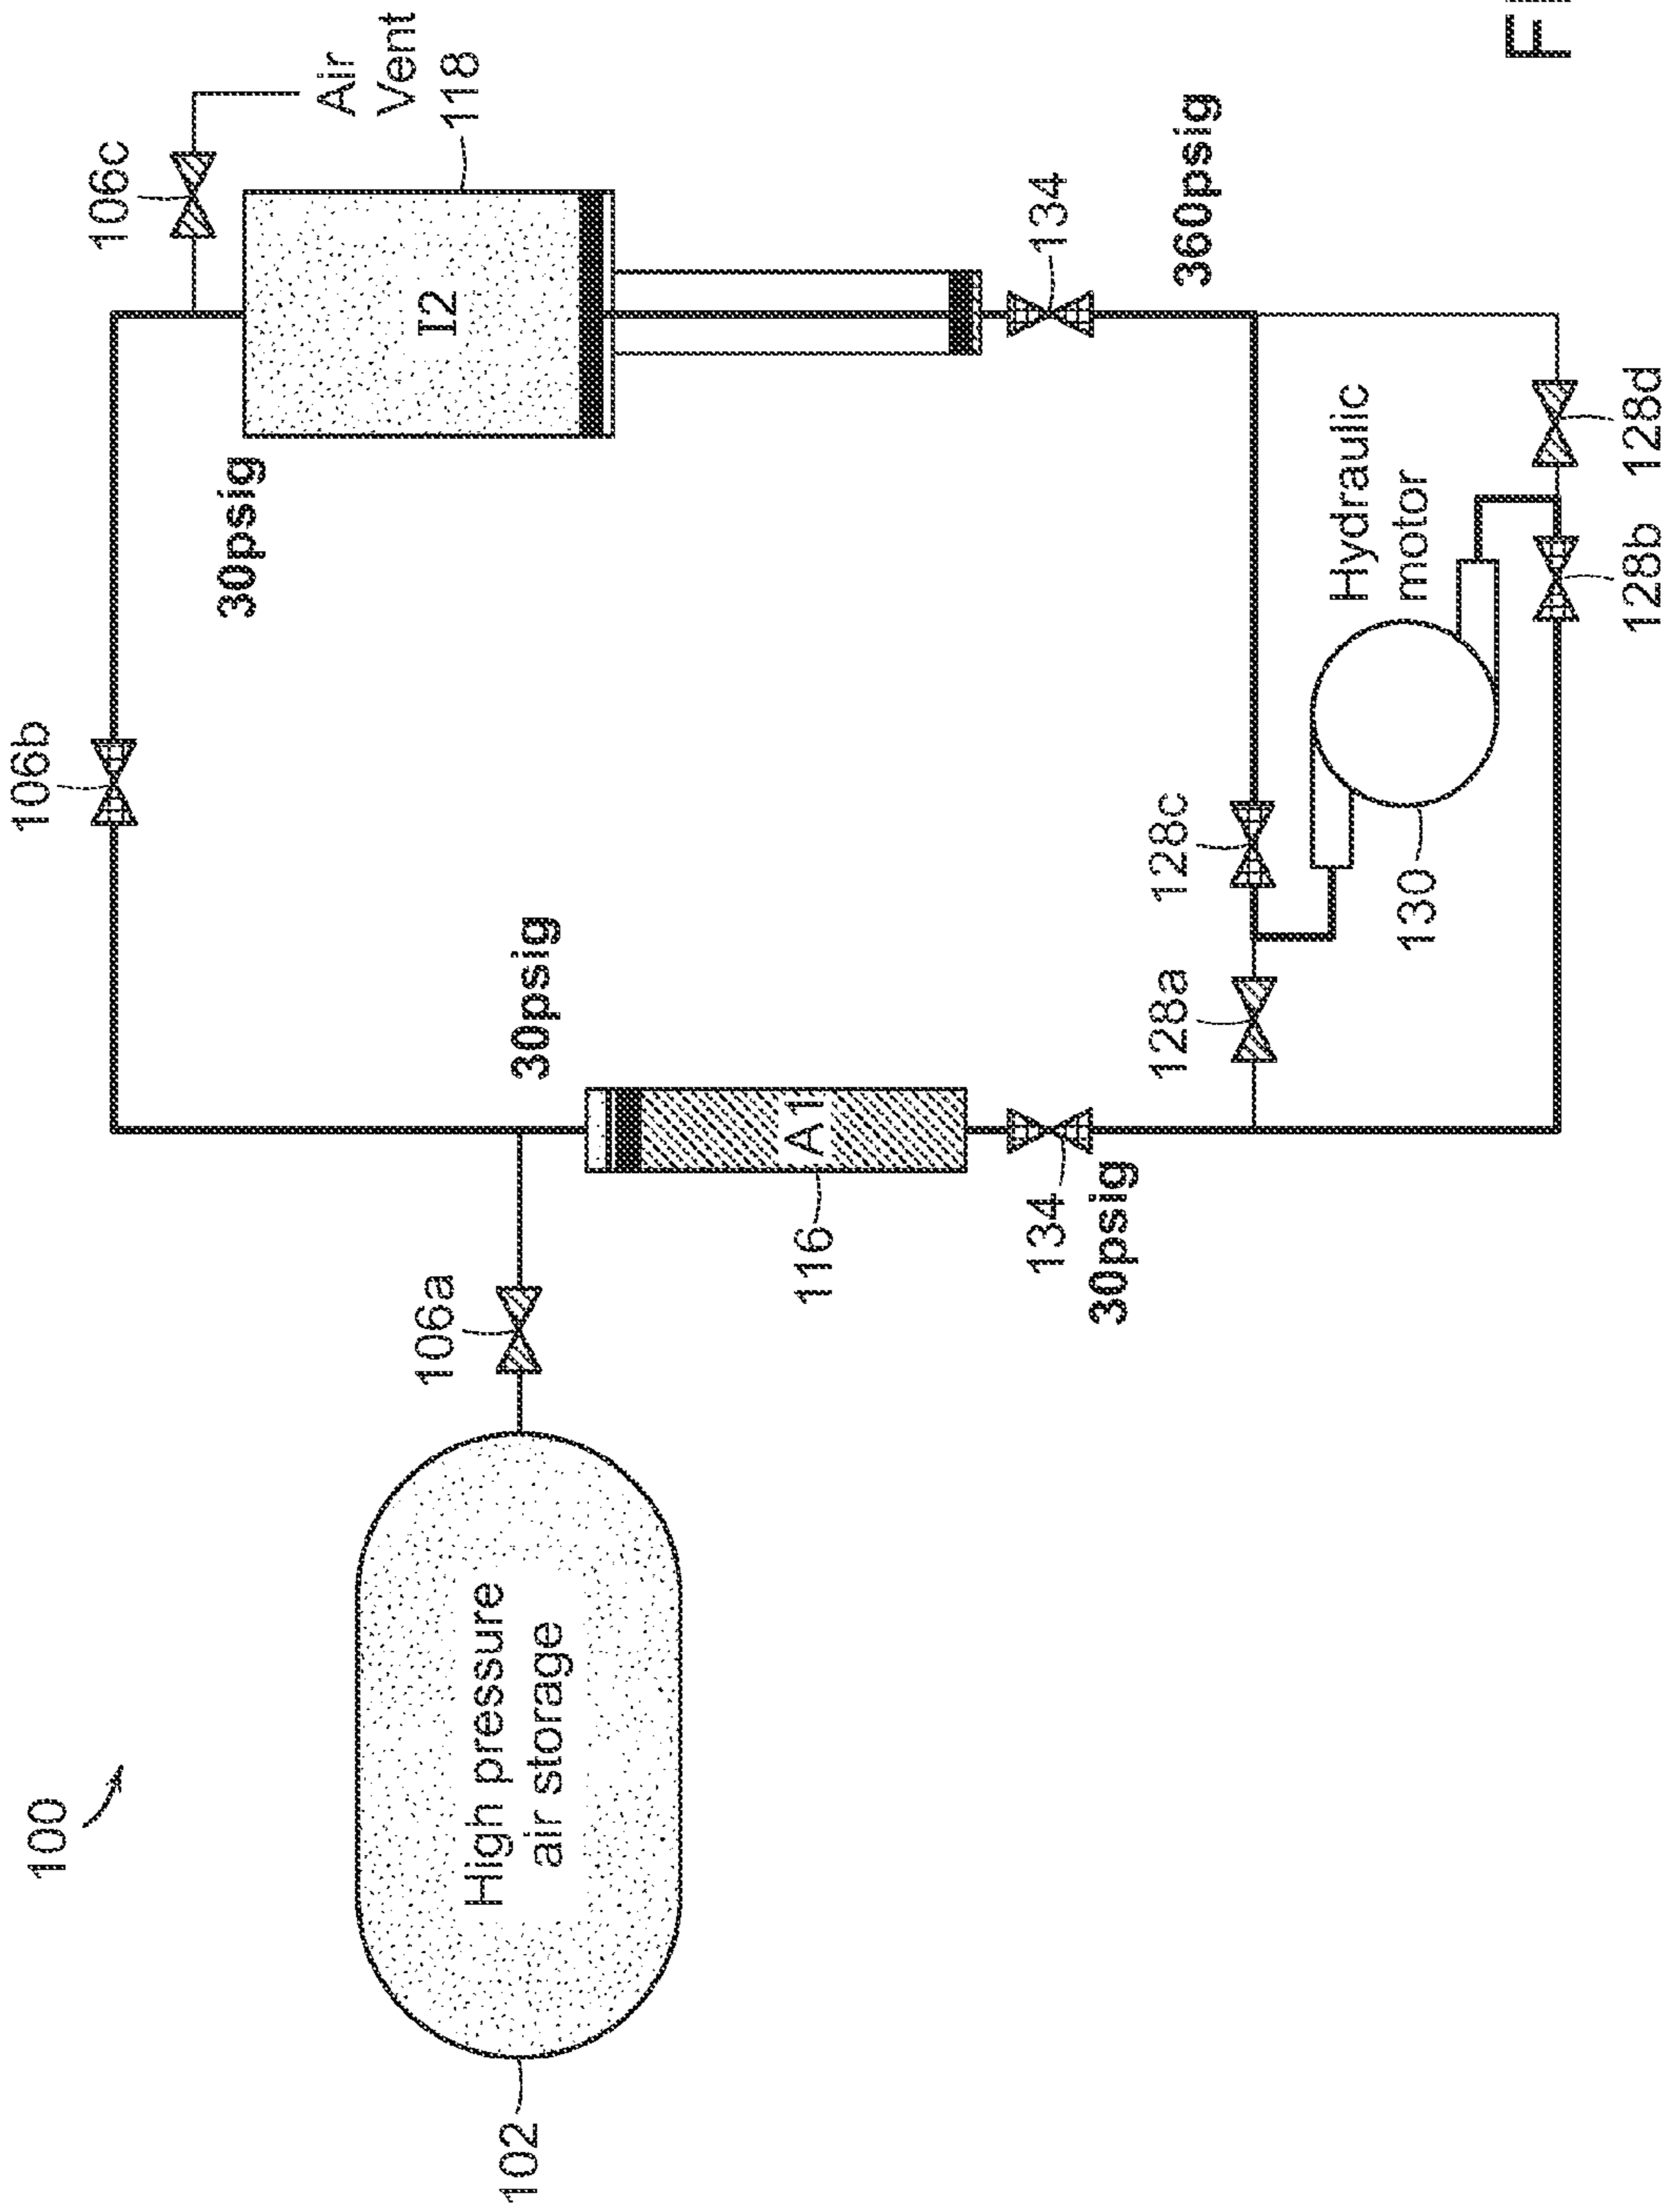 100
106b
106c
Air
Vent
118
30psig
I2
106a
30psig
High pressure
air storage
102
116
A1
134
30psig
134
360psig
128a
128c
Hydraulic
motor
130
128b
128d